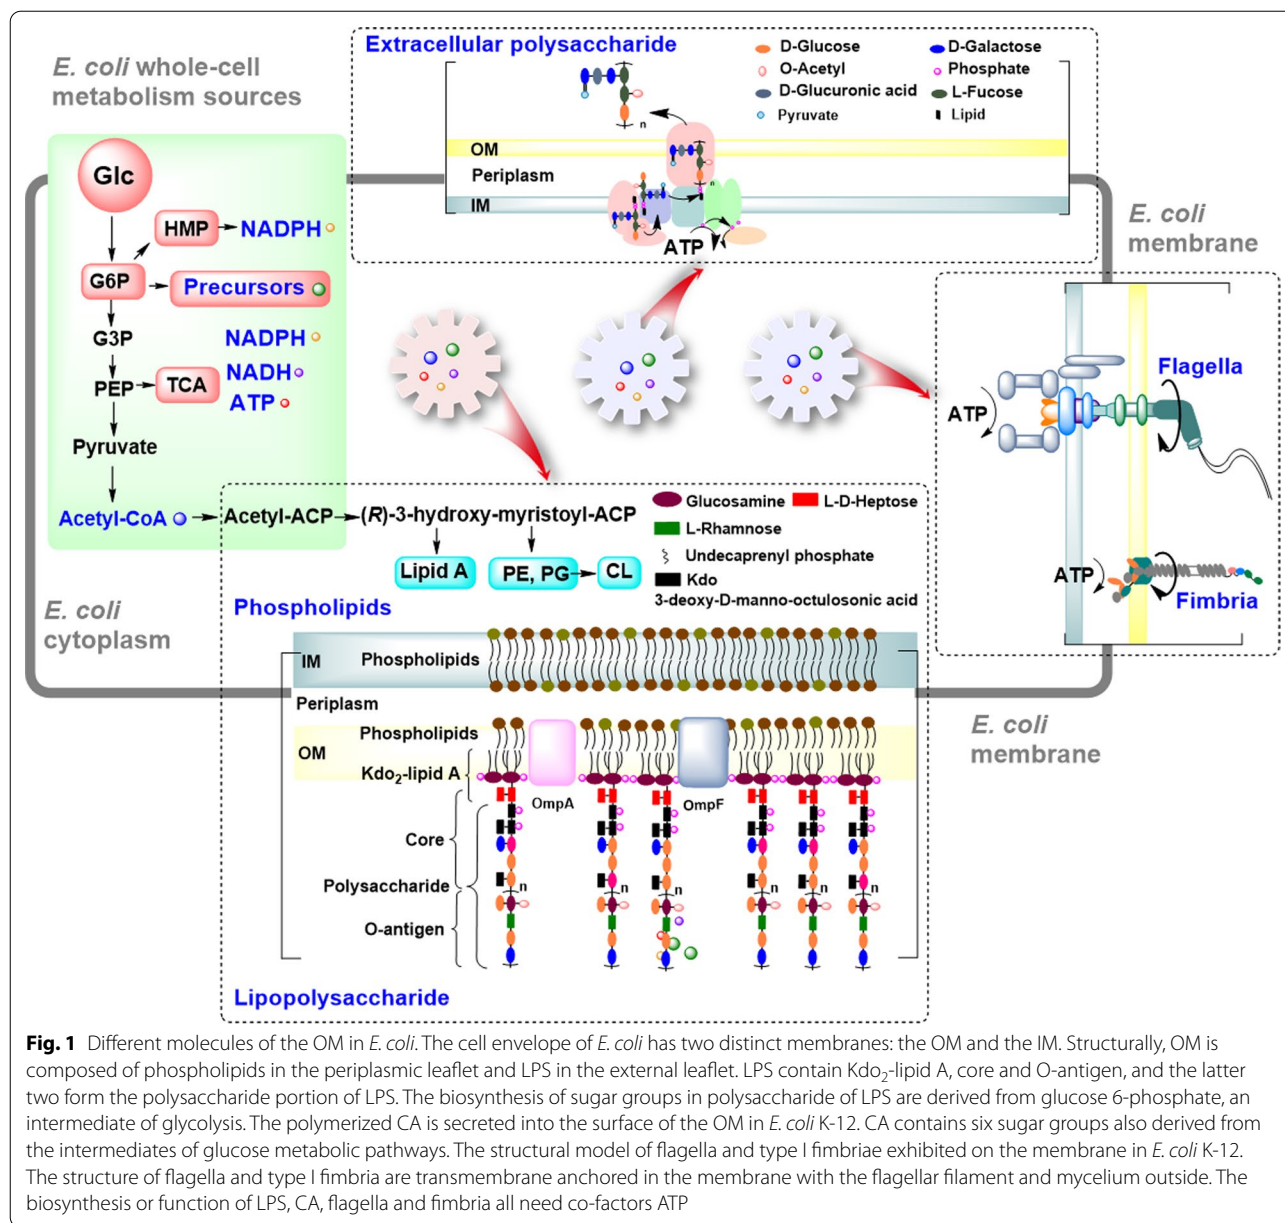 E. coli whole-cell
metabolism sources
Extracellular polysaccharide
D-Glucose
D-Galactose
O-Acetyl
Phosphate
D-Glucuronic acid
L-Fucose
Pyruvate
Lipid
n
OM
Periplasm
IM
n
ATP
Glc
HMP
NADPH
G6P
Precursors
G3P
NADPH
NADH
PEP
TCA
ATP
Pyruvate
Acetyl-CoA
Acetyl-ACP
(R)-3-hydroxy-myristoyl-ACP
Lipid A
PE, PG
CL
Glucosamine
L-D-Heptose
L-Rhamnose
Undecaprenyl phosphate
Kdo
3-deoxy-D-manno-octulosonic acid
E. coli
membrane
Flagella
ATP
ATP
Fimbria
E. coli
cytoplasm
Phospholipids
IM
Phospholipids
Periplasm
Phospholipids
OM
Kdo2-lipid A
OmpA
OmpF
Core
Polysaccharide
n
n
n
n
n
n
O-antigen
Lipopolysaccharide
E. coli
membrane
Fig. 1 Different molecules of the OM in E. coli. The cell envelope of E. coli has two distinct membranes: the OM and the IM. Structurally, OM is
composed of phospholipids in the periplasmic leaflet and LPS in the external leaflet. LPS contain Kdo2-lipid A, core and O-antigen, and the latter
two form the polysaccharide portion of LPS. The biosynthesis of sugar groups in polysaccharide of LPS are derived from glucose 6-phosphate, an
intermediate of glycolysis. The polymerized CA is secreted into the surface of the OM in E. coli K-12. CA contains six sugar groups also derived from
the intermediates of glucose metabolic pathways. The structural model of flagella and type I fimbriae exhibited on the membrane in E. coli K-12.
The structure of flagella and type I fimbria are transmembrane anchored in the membrane with the flagellar filament and mycelium outside. The
biosynthesis or function of LPS, CA, flagella and fimbria all need co-factors ATP